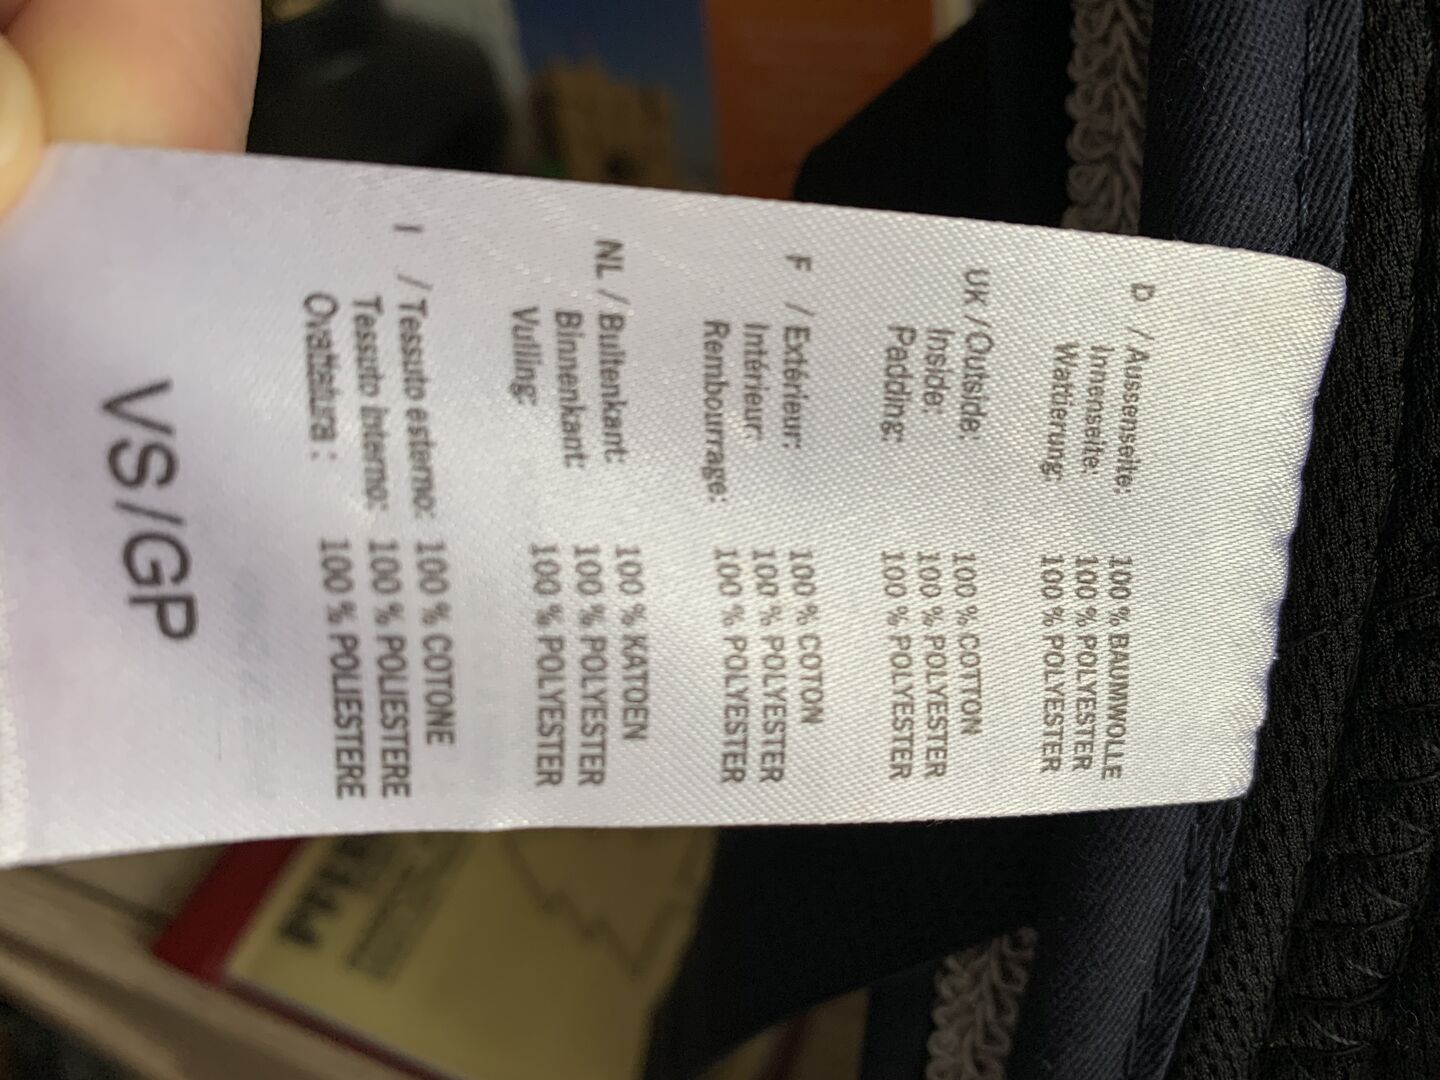 D / Aussenseite: 100 % BAUMWOLLE
Innenseite: 100 % POLYESTER
Wattierung: 100 % POLYESTER
UK / Outside: 100 % COTTON
Inside: 100 % POLYESTER
Padding: 100 % POLYESTER
F / Extérieur: 100 % COTON
Intérieur: 100 % POLYESTER
Rembourrage: 100 % POLYESTER
NL / Buitenkant: 100 % KATOEN
Binnenkant: 100 % POLYESTER
Vulling: 100 % POLYESTER
I / Tessuto esterno: 100 % COTONE
Tessuto interno: 100 % POLIESTERE
Ovattatura : 100 % POLIESTERE
VS/GP